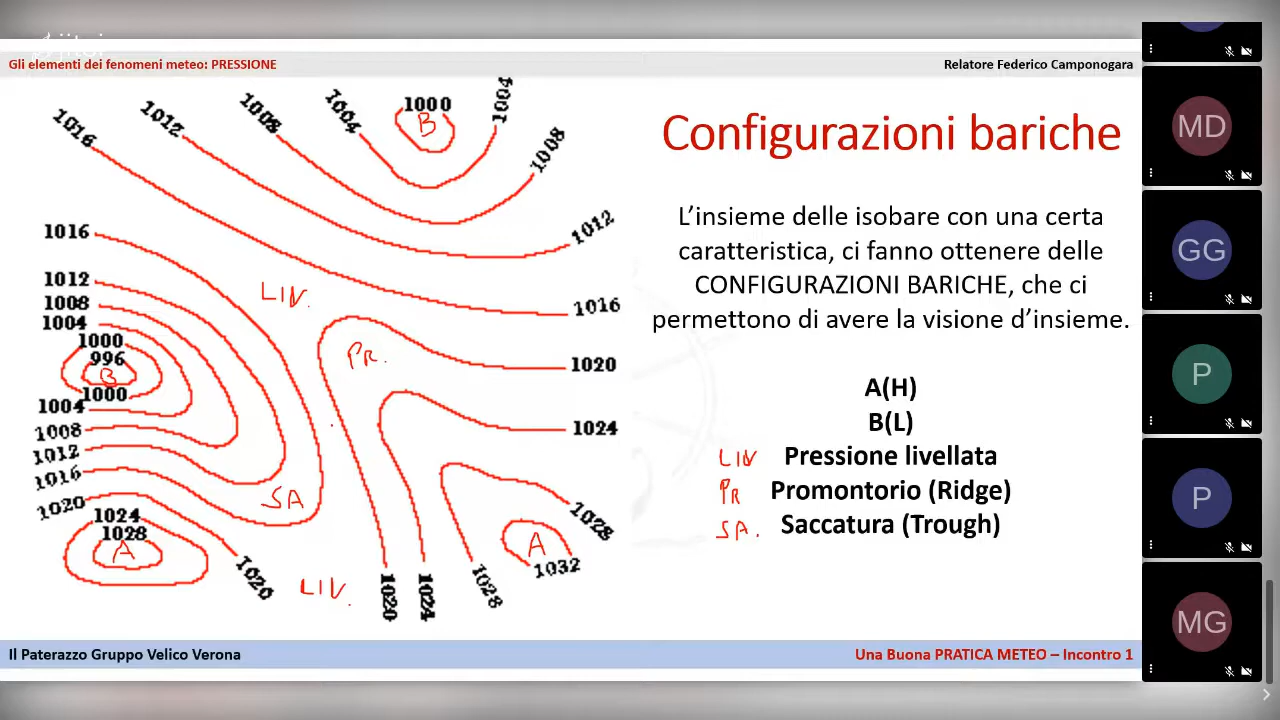 Gli elementi dei fenomeni meteo: PRESSIONE
Relatore Federico Camponogara
1016
1012
1008
1004
1000
B
1004
1008
1012
1016
1020
1024
1028
1032
A
1016
1012
1008
1004
1000
996
B
1000
1004
1008
1012
1016
1020
1024
1028
A
1020
LIV.
PR.
SA
LIV.
1020
1024
1028
Configurazioni bariche
L’insieme delle isobare con una certa
caratteristica, ci fanno ottenere delle
CONFIGURAZIONI BARICHE, che ci
permettono di avere la visione d’insieme.
A(H)
B(L)
LIV Pressione livellata
PR Promontorio (Ridge)
SA. Saccatura (Trough)
Il Paterazzo Gruppo Velico Verona
Una Buona PRATICA METEO – Incontro 1
MD
GG
P
P
MG